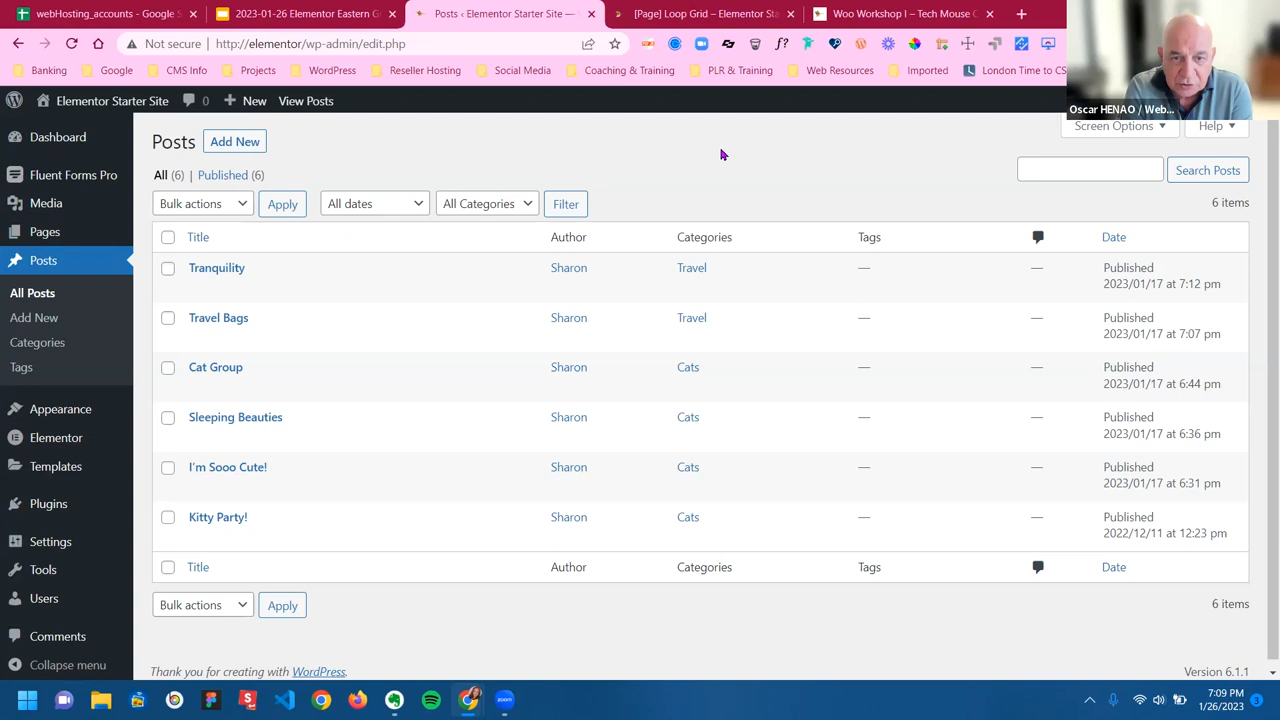 webHosting_accounts - Google S
2023-01-26 Elementor Eastern G
Posts ‹ Elementor Starter Site —
[Page] Loop Grid – Elementor St
Woo Workshop I – Tech Mouse C
Not secure | http://elementor/wp-admin/edit.php
Banking
Google
CMS Info
Projects
WordPress
Reseller Hosting
Social Media
Coaching & Training
PLR & Training
Web Resources
Imported
London Time to CS
Oscar HENAO / Web...
Elementor Starter Site
0
New
View Posts
Dashboard
Fluent Forms Pro
Media
Pages
Posts
All Posts
Add New
Categories
Tags
Appearance
Elementor
Templates
Plugins
Settings
Tools
Users
Comments
Collapse menu
Posts
Add New
Screen Options
Help
All (6) | Published (6)
Search Posts
Bulk actions
Apply
All dates
All Categories
Filter
6 items
Title Author Categories Tags Date
Tranquility Sharon Travel — — Published
2023/01/17 at 7:12 pm
Travel Bags Sharon Travel — — Published
2023/01/17 at 7:07 pm
Cat Group Sharon Cats — — Published
2023/01/17 at 6:44 pm
Sleeping Beauties Sharon Cats — — Published
2023/01/17 at 6:36 pm
I'm Sooo Cute! Sharon Cats — — Published
2023/01/17 at 6:31 pm
Kitty Party! Sharon Cats — — Published
2022/12/11 at 12:23 pm
Title Author Categories Tags Date
Bulk actions
Apply
6 items
Thank you for creating with WordPress.
Version 6.1.1
zoom
7:09 PM
1/26/2023
3